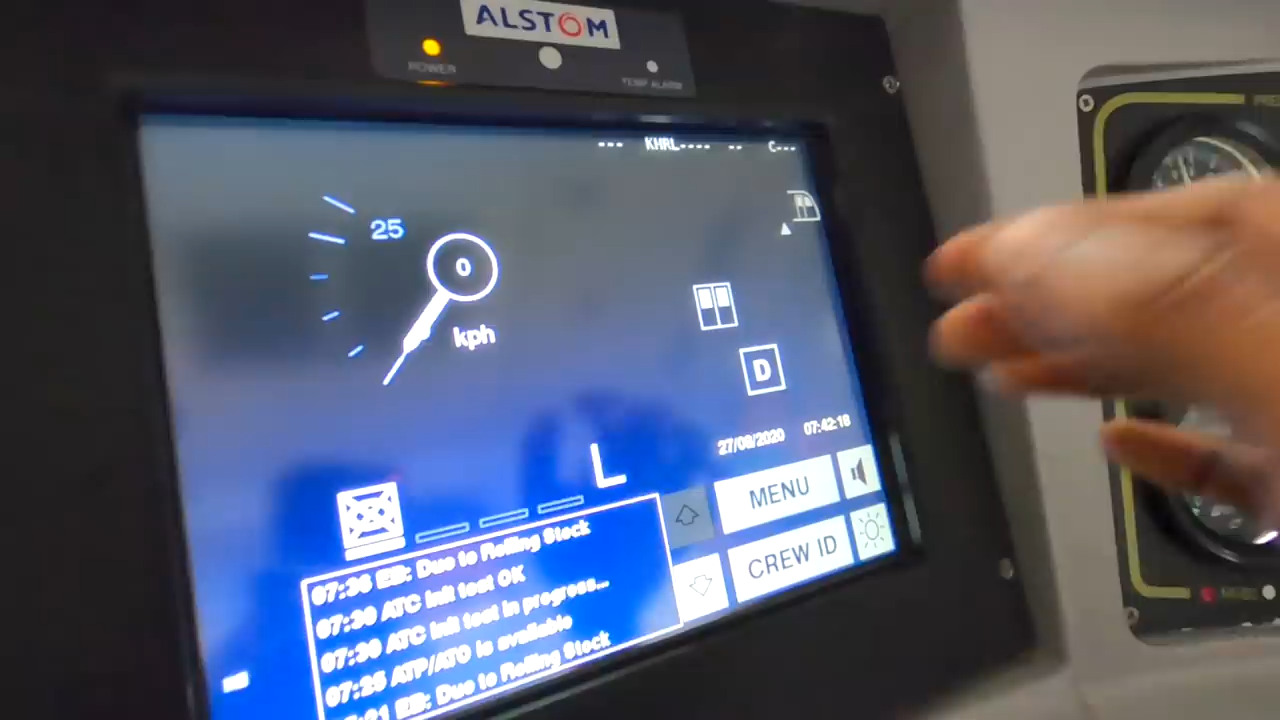 ALSTOM
POWER
TEMP ALARM
--- KHRL---- -- C---
25
0
kph
D
27/08/2020 07:42:18
L
MENU
CREW ID
07:36 EB: Due to Rolling Stock
07:30 ATC init test OK
07:30 ATC init test in progress...
07:25 ATP/ATO is available
EB: Due to Rolling Stock